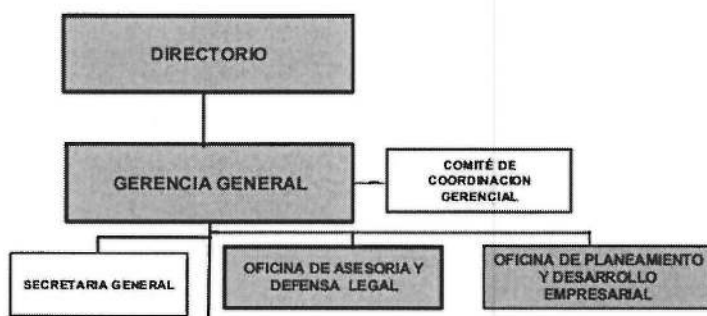 DIRECTORIO
GERENCIA GENERAL
COMITÉ DE
COORDINACION
GERENCIAL
SECRETARIA GENERAL
OFICINA DE ASESORIA Y
DEFENSA LEGAL
OFICINA DE PLANEAMIENTO
Y DESARROLLO
EMPRESARIAL